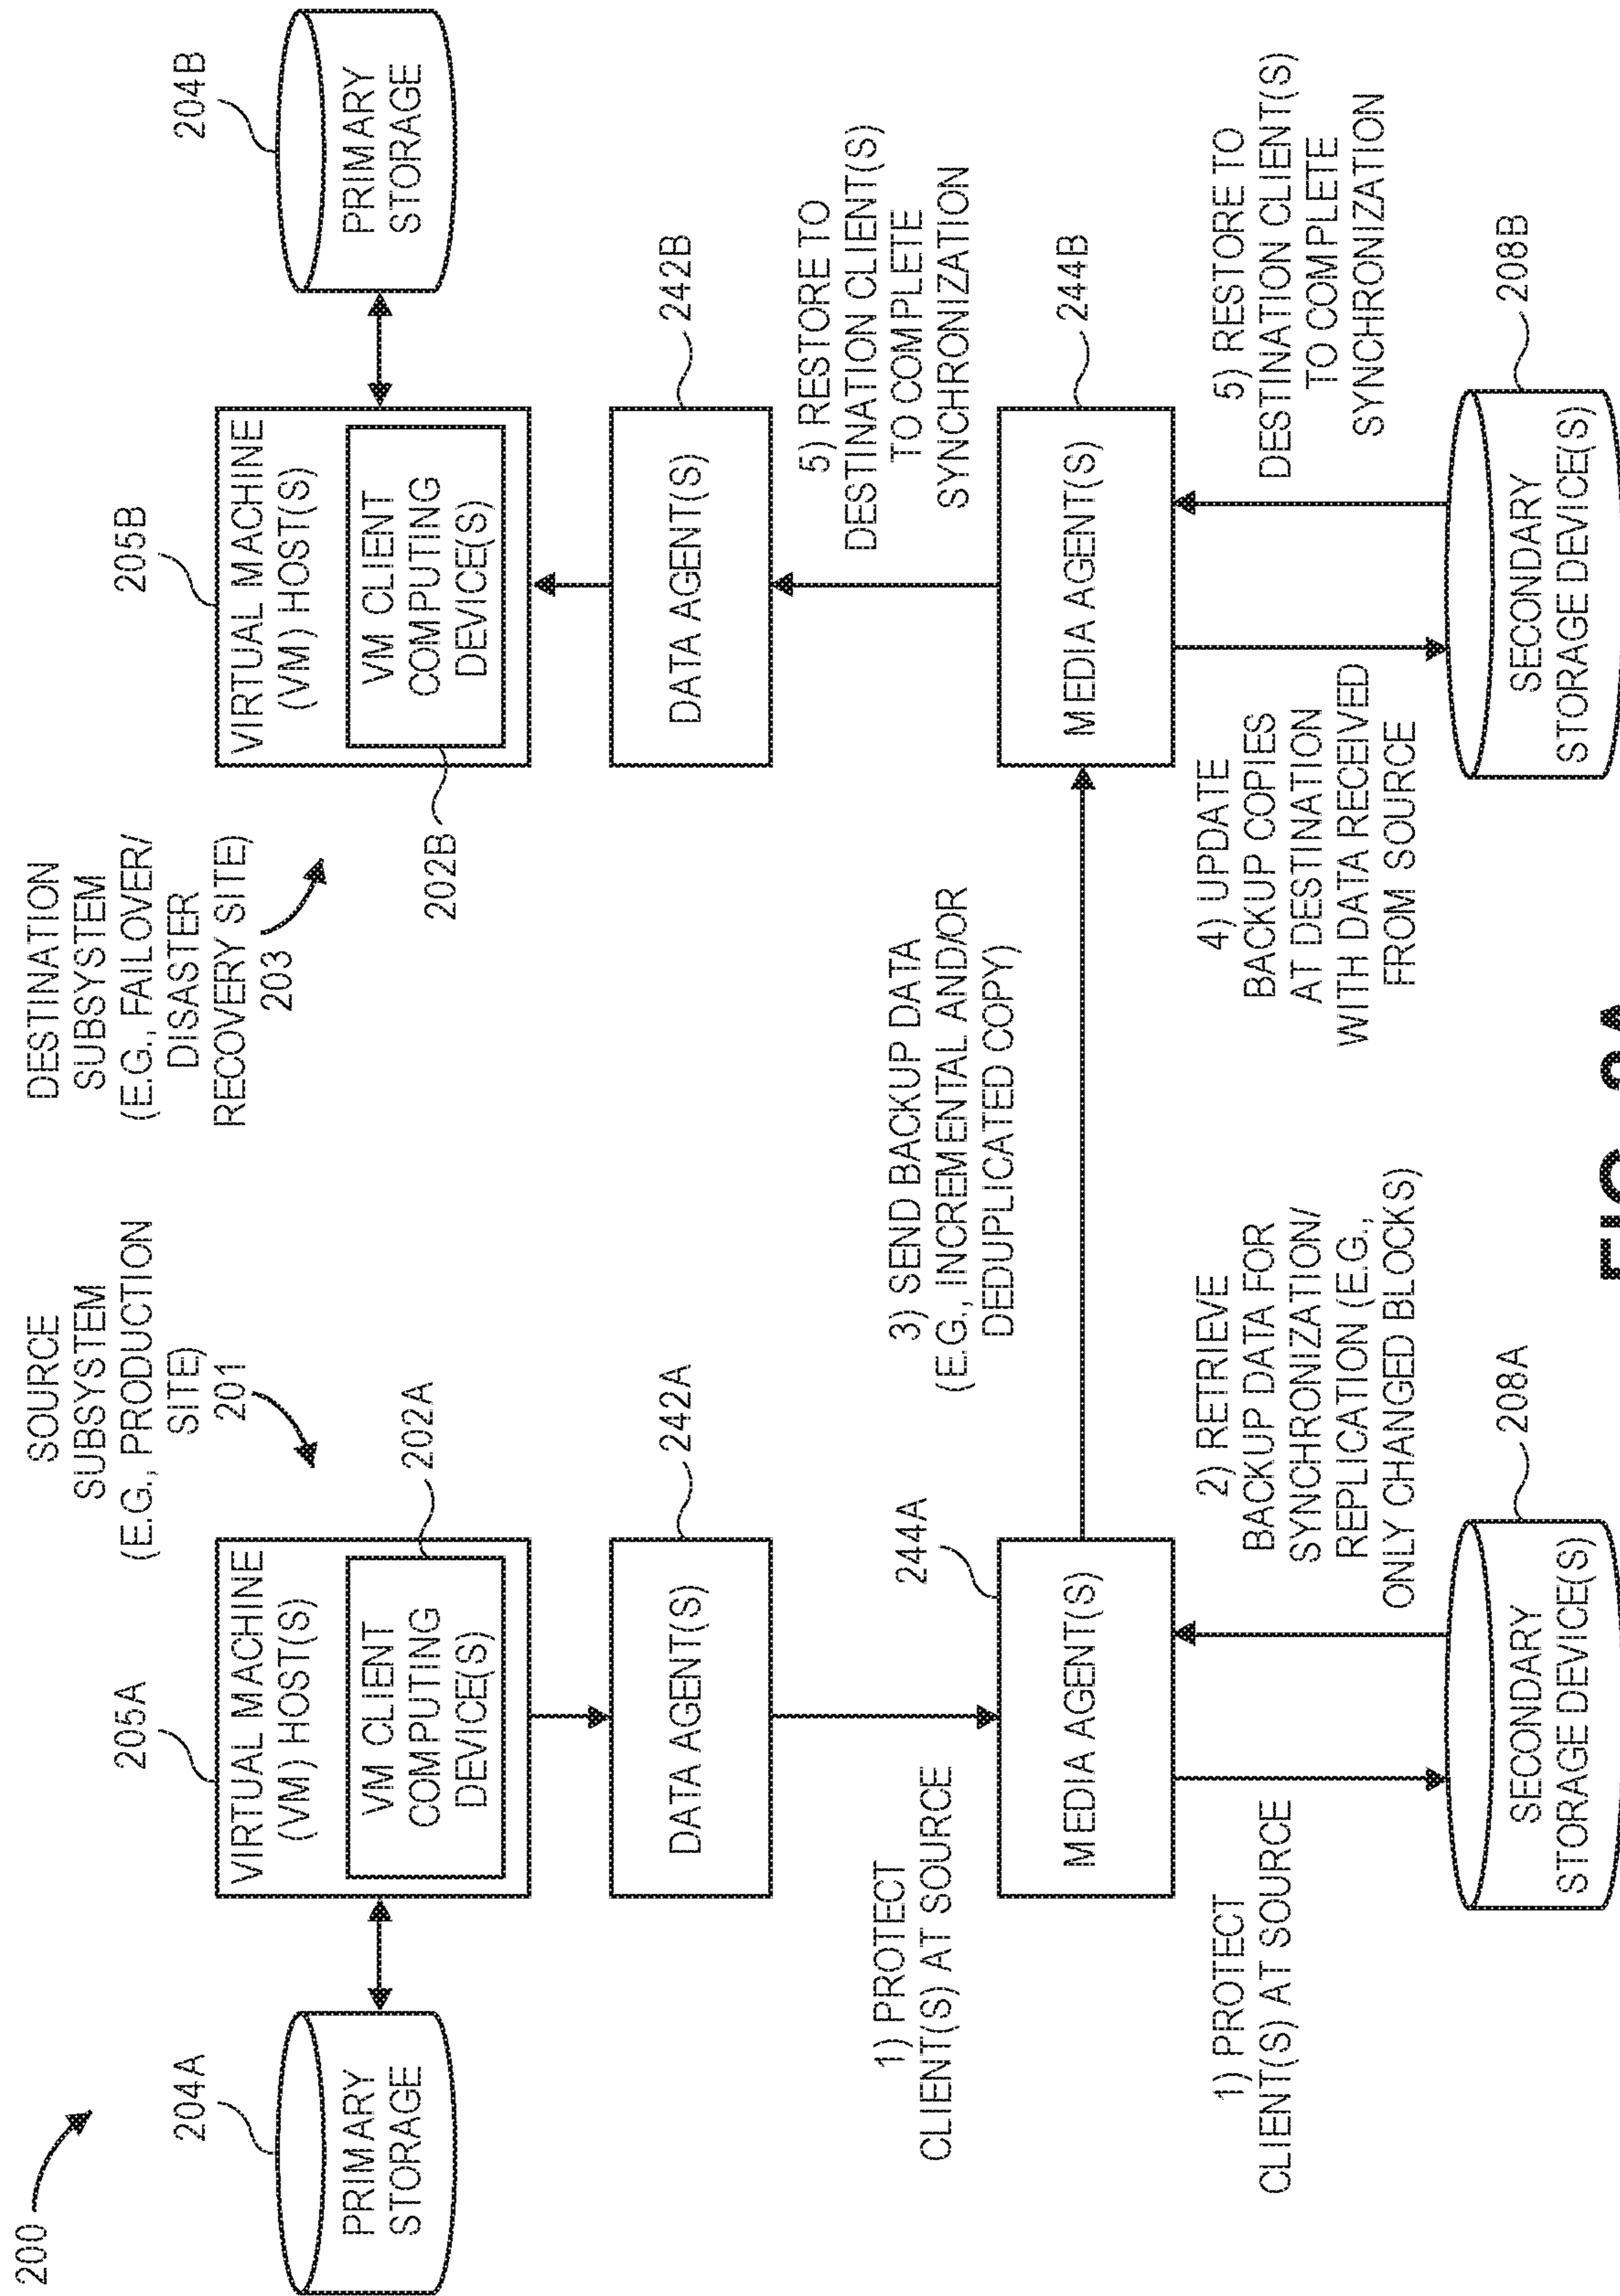 200
SOURCE
SUBSYSTEM
(E.G., PRODUCTION
SITE)
201
DESTINATION
SUBSYSTEM
(E.G., FAILOVER/
DISASTER
RECOVERY SITE)
203
204A
PRIMARY
STORAGE
205A
VIRTUAL MACHINE
(VM) HOST(S)
VM CLIENT
COMPUTING
DEVICE(S)
202A
205B
VIRTUAL MACHINE
(VM) HOST(S)
VM CLIENT
COMPUTING
DEVICE(S)
202B
204B
PRIMARY
STORAGE
DATA AGENT(S)
242A
DATA AGENT(S)
242B
1) PROTECT
CLIENT(S) AT SOURCE
3) SEND BACKUP DATA
(E.G., INCREMENTAL AND/OR
DEDUPLICATED COPY)
5) RESTORE TO
DESTINATION CLIENT(S)
TO COMPLETE
SYNCHRONIZATION
244A
MEDIA AGENT(S)
MEDIA AGENT(S)
244B
1) PROTECT
CLIENT(S) AT SOURCE
2) RETRIEVE
BACKUP DATA FOR
SYNCHRONIZATION/
REPLICATION (E.G.,
ONLY CHANGED BLOCKS)
4) UPDATE
BACKUP COPIES
AT DESTINATION
WITH DATA RECEIVED
FROM SOURCE
5) RESTORE TO
DESTINATION CLIENT(S)
TO COMPLETE
SYNCHRONIZATION
SECONDARY
STORAGE DEVICE(S)
208A
SECONDARY
STORAGE DEVICE(S)
208B